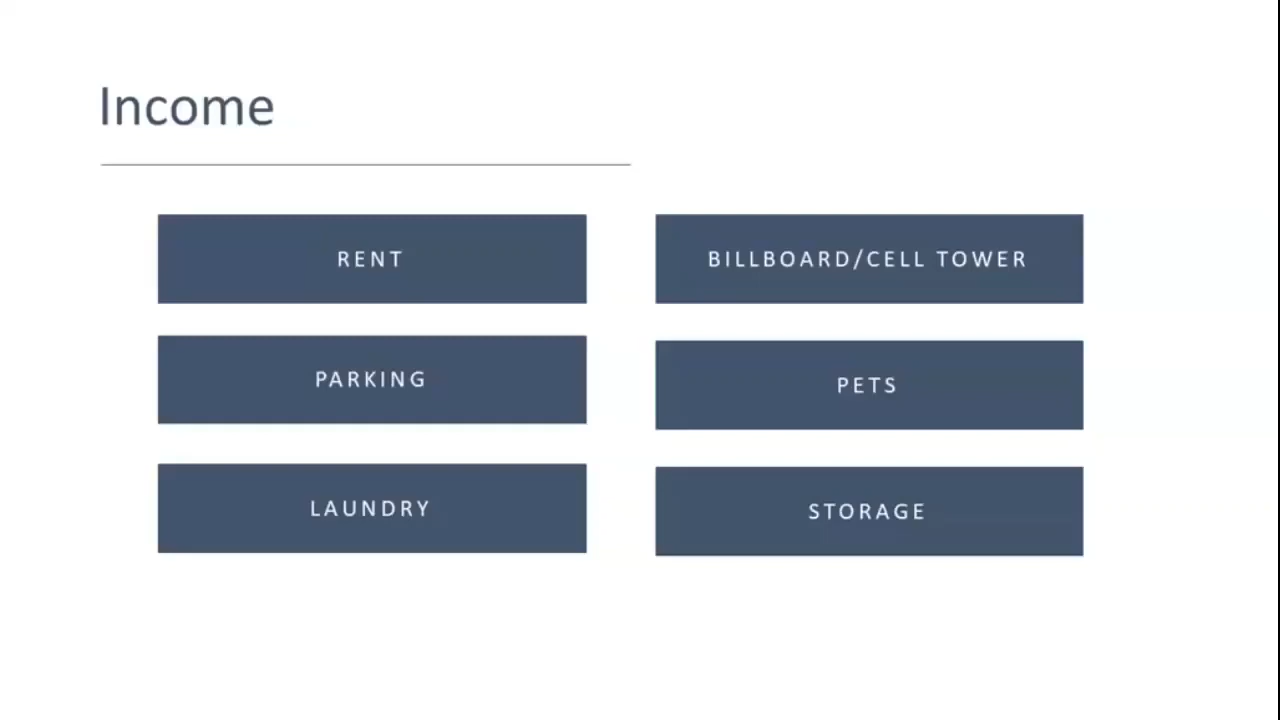 Income
RENT
BILLBOARD/CELL TOWER
PARKING
PETS
LAUNDRY
STORAGE